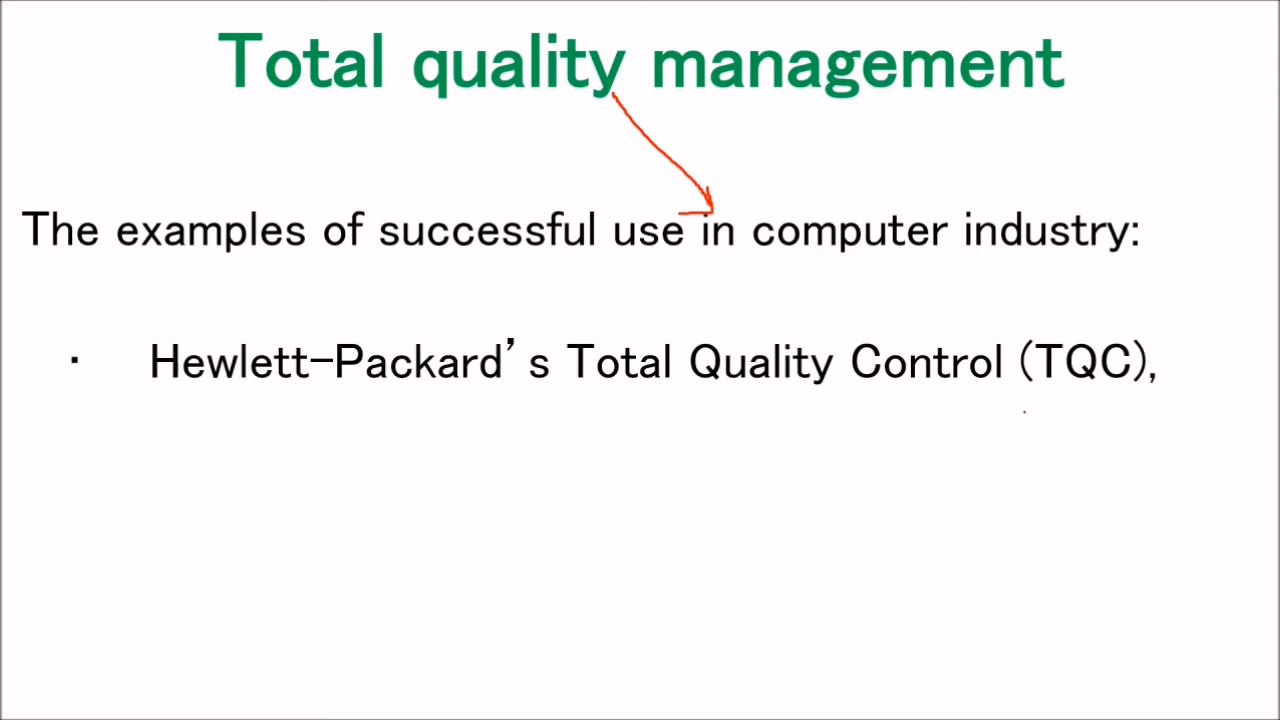 Total quality management
The examples of successful use in computer industry:
· Hewlett-Packard’s Total Quality Control (TQC),